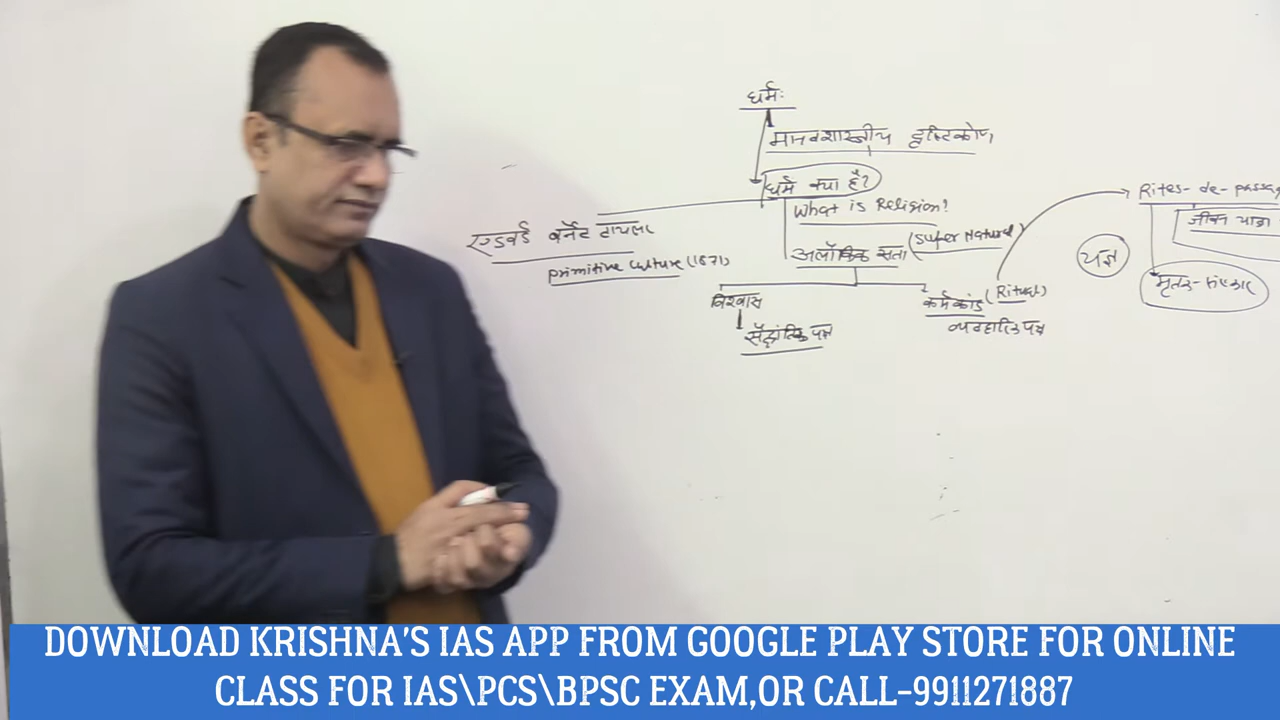 धर्म:
मानवशास्त्रीय दृष्टिकोण
धर्म क्या है?
What is Religion?
एडवर्ड बर्नेट टायलर
Primitive Culture (1871)
अलौकिक सत्ता (Super Natural)
विश्वास
सैद्धांतिक पक्ष
कर्मकांड (Ritual)
व्यवहारिक पक्ष
Rites-de-passa
जीवन यात्रा
यज्ञ
मृतक-संस्कार
DOWNLOAD KRISHNA'S IAS APP FROM GOOGLE PLAY STORE FOR ONLINE
CLASS FOR IAS\PCS\BPSC EXAM,OR CALL-9911271887